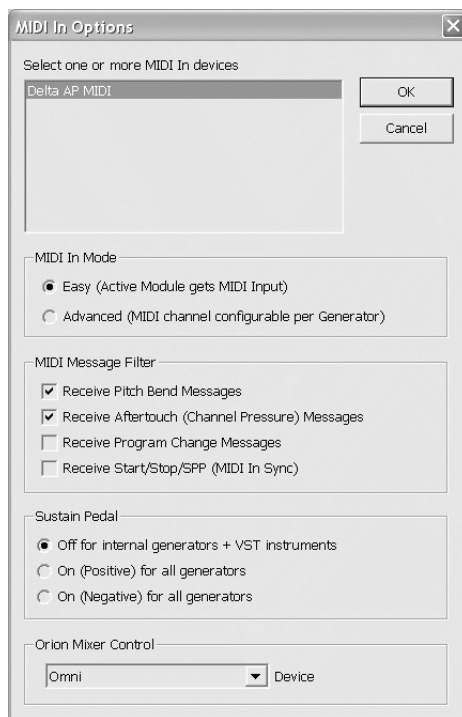 MIDI In Options
Select one or more MIDI In devices
Delta AP MIDI
OK
Cancel
MIDI In Mode
Easy (Active Module gets MIDI Input)
Advanced (MIDI channel configurable per Generator)
MIDI Message Filter
Receive Pitch Bend Messages
Receive Aftertouch (Channel Pressure) Messages
Receive Program Change Messages
Receive Start/Stop/SPP (MIDI In Sync)
Sustain Pedal
Off for internal generators + VST instruments
On (Positive) for all generators
On (Negative) for all generators
Orion Mixer Control
Omni
Device